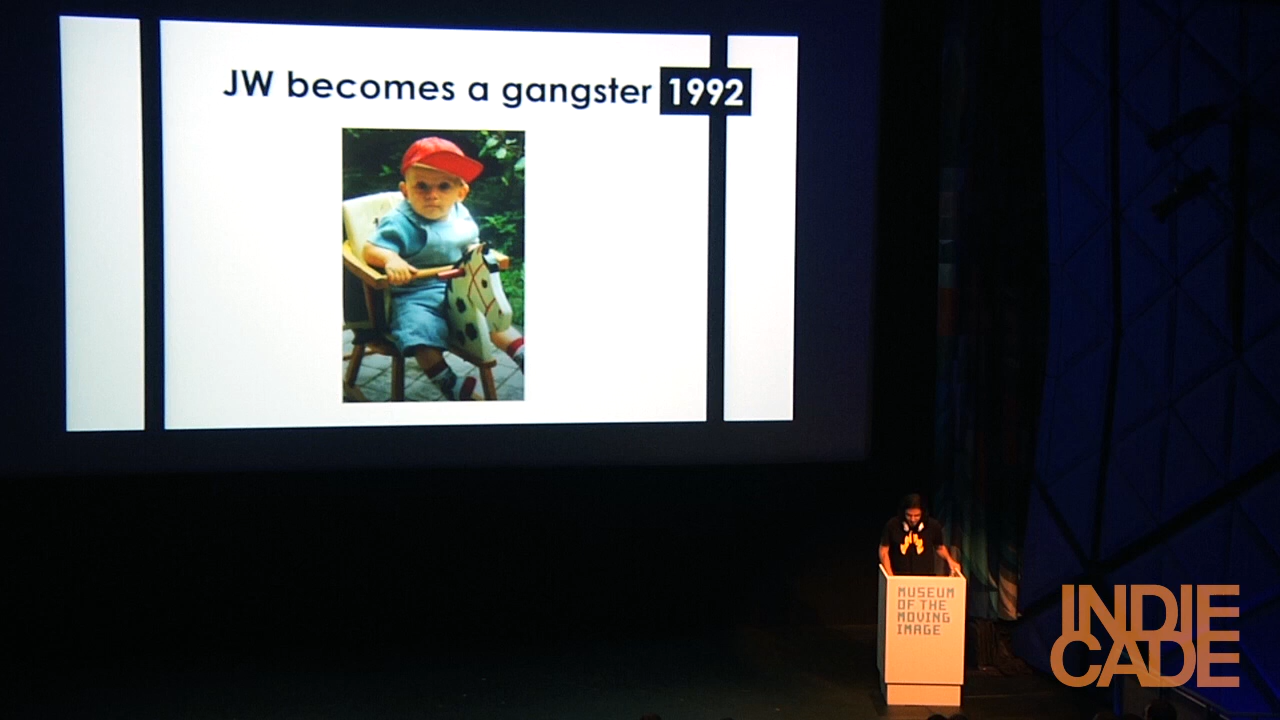 JW becomes a gangster 1992
MUSEUM
OF THE
MOVING
IMAGE
INDIE
CADE